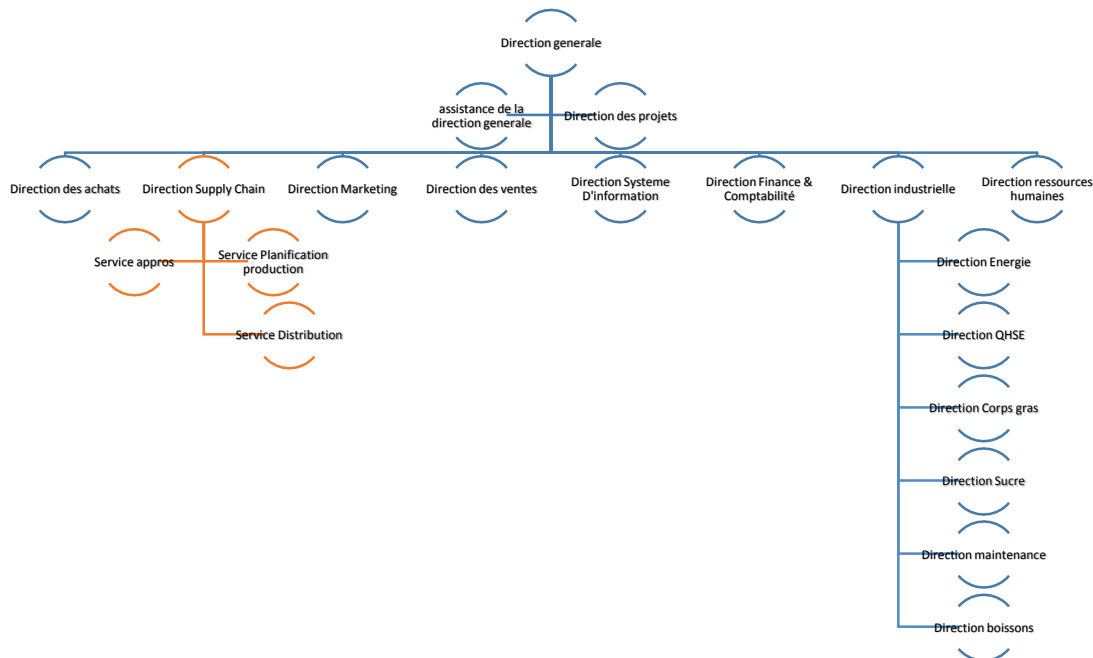 Direction generale
assistance de la
direction generale
Direction des projets
Direction des achats
Direction Supply Chain
Direction Marketing
Direction des ventes
Direction Systeme
D'information
Direction Finance &
Comptabilité
Direction industrielle
Direction ressources
humaines
Service appros
Service Planification
production
Service Distribution
Direction Energie
Direction QHSE
Direction Corps gras
Direction Sucre
Direction maintenance
Direction boissons